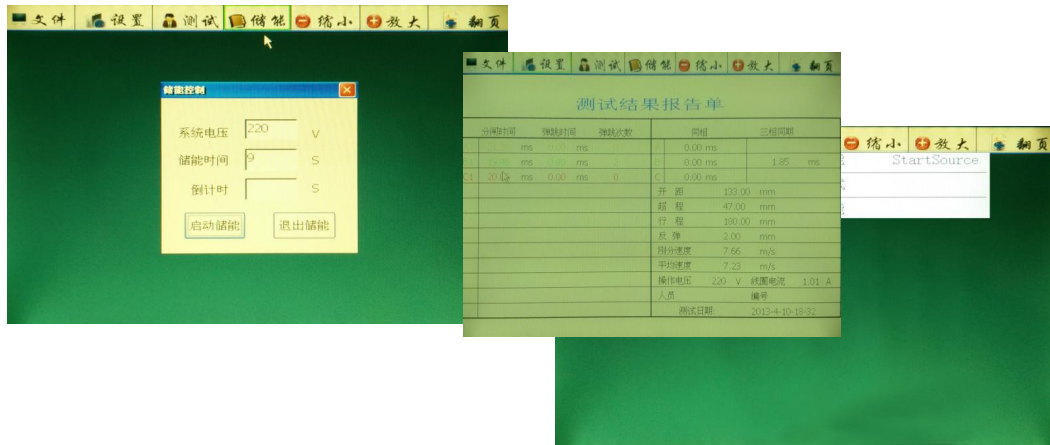 文件 设置 测试 储能 缩小 放大 翻页
储能控制
系统电压 220 V
储能时间 9 S
倒计时 S
启动储能 退出储能
文件 设置 测试 储能 缩小 放大 翻页
测试结果报告单
分闸时间 弹跳时间 弹跳次数 同相 三相同期
ms ms 0.00 ms
ms ms 0.00 ms 1.85 ms
C1 ms 0.00 ms 0 C 0.00 ms
开 距 133.00 mm
超 程 47.00 mm
行 程 180.00 mm
反 弹 2.00 mm
刚分速度 7.66 m/s
平均速度 7.23 m/s
操作电压 220 V 线圈电流 1.01 A
人员 编号
测试日期: 2013-4-10-18-32
缩小 放大 翻页
StartSource